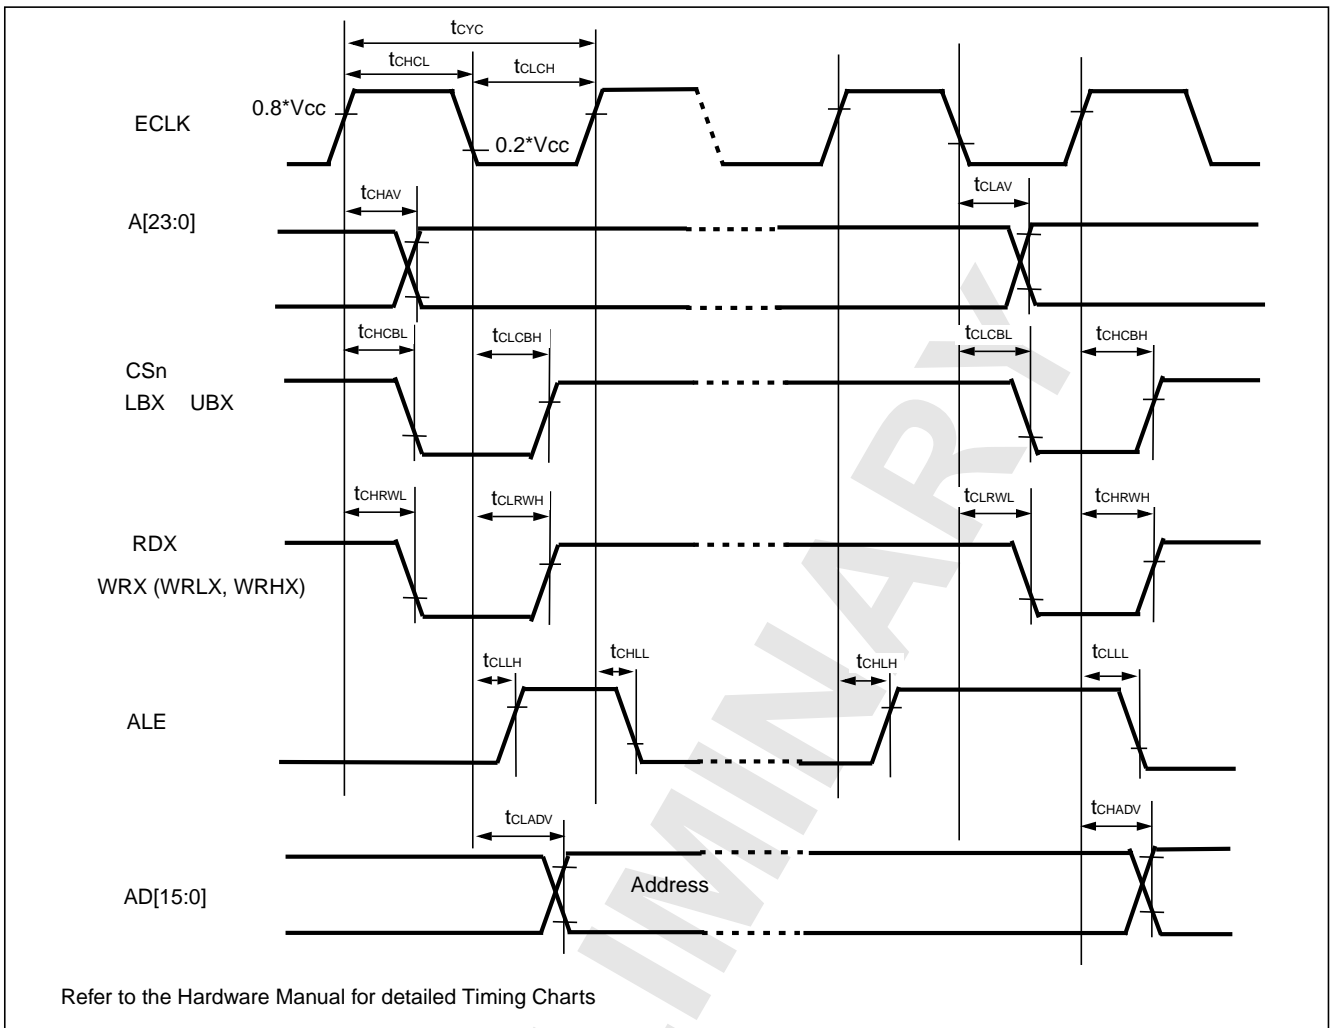 tCYC
tCHCL
tCLCH
0.8*Vcc
ECLK
0.2*Vcc
tCHAV
tCLAV
A[23:0]
tCHCBL
tCLCBH
tCLCBL
tCHCBH
CSn
LBX UBX
tCHRWL
tCLRWH
tCLRWL
tCHRWH
RDX
WRX (WRLX, WRHX)
tCLLH
tCHLL
tCHLH
tCLLL
ALE
tCLADV
tCHADV
Address
AD[15:0]
Refer to the Hardware Manual for detailed Timing Charts
IMINARY